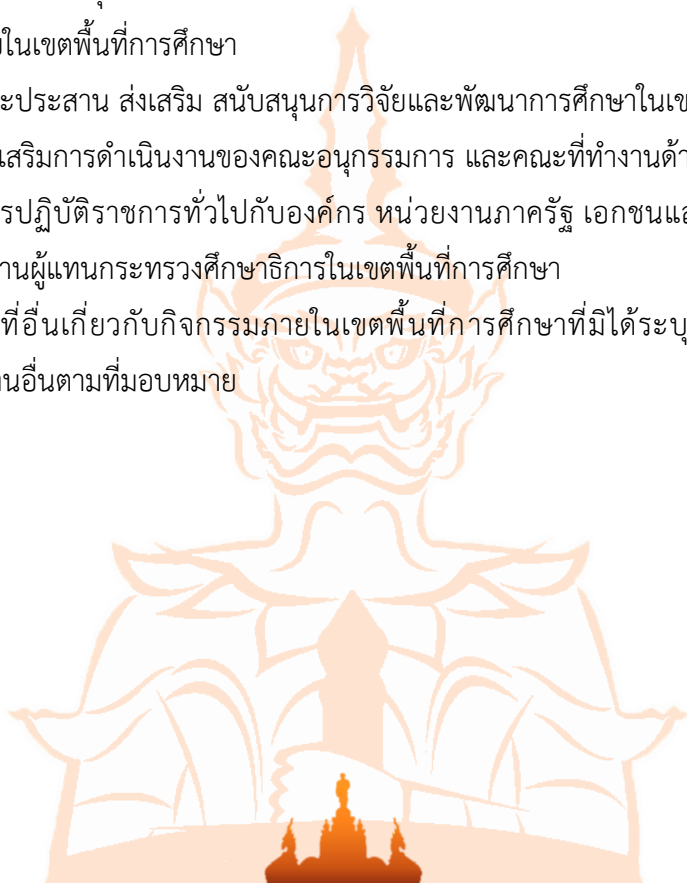 ในเขตพื้นที่การศึกษา
ะประสาน ส่งเสริม สนับสนุนการวิจัยและพัฒนาการศึกษาในเข
เสริมการดำเนินงานของคณะอนุกรรมการ และคณะที่ทำงานด้า
รปฏิบัติราชการทั่วไปกับองค์กร หน่วยงานภาครัฐ เอกชนแล
านผู้แทนกระทรวงศึกษาธิการในเขตพื้นที่การศึกษา
ที่อื่นเกี่ยวกับกิจกรรมภายในเขตพื้นที่การศึกษาที่มิได้ระบุ
านอื่นตามที่มอบหมาย